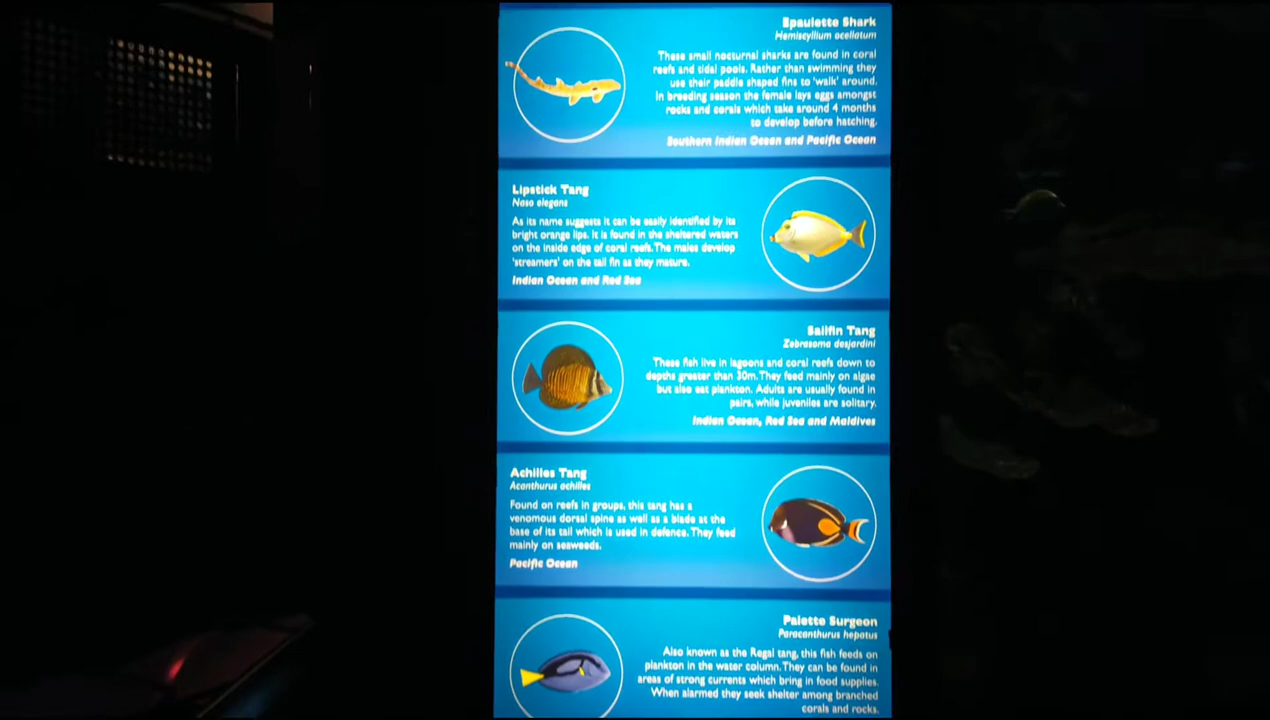 Epaulette Shark
Hemiscyllium ocellatum
These small nocturnal sharks are found in coral
reefs and tidal pools. Rather than swimming they
use their paddle shaped fins to 'walk' around.
In breeding season the female lays eggs amongst
rocks and corals which take around 4 months
to develop before hatching.
Southern Indian Ocean and Pacific Ocean
Lipstick Tang
Naso elegans
As its name suggests it can be easily identified by its
bright orange lips. It is found in the sheltered waters
on the inside edge of coral reefs. The males develop
'streamers' on the tail fin as they mature.
Indian Ocean and Red Sea
Sailfin Tang
Zebrasoma desjardini
These fish live in lagoons and coral reefs down to
depths greater than 30m. They feed mainly on algae
but also eat plankton. Adults are usually found in
pairs, while juveniles are solitary.
Indian Ocean, Red Sea and Maldives
Achilles Tang
Acanthurus achilles
Found on reefs in groups, this tang has a
venomous dorsal spine as well as a blade at the
base of its tail which is used in defence. They feed
mainly on seaweeds.
Pacific Ocean
Palette Surgeon
Paracanthurus hepatus
Also known as the Regal tang, this fish feeds on
plankton in the water column. They can be found in
areas of strong currents which bring in food supplies.
When alarmed they seek shelter among branched
corals and rocks.